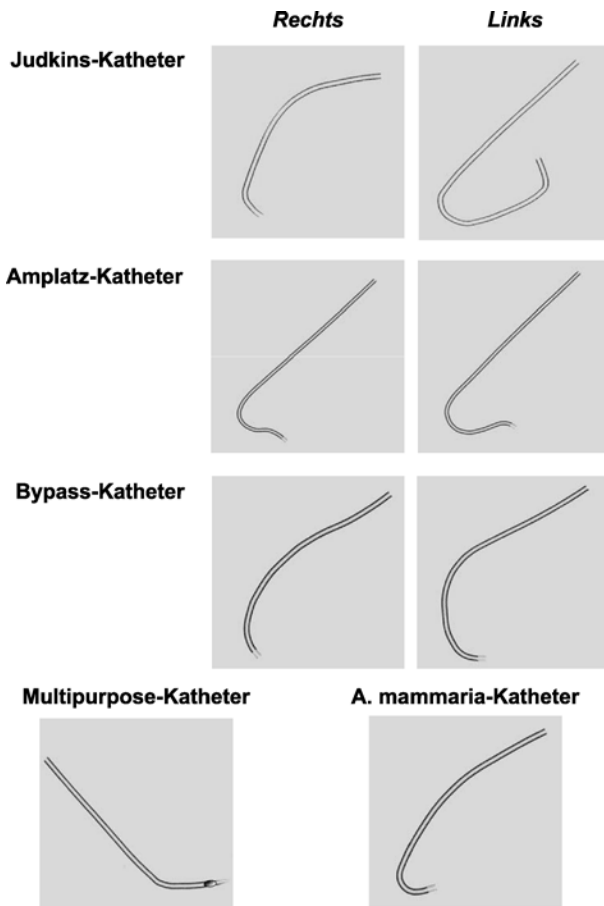 Rechts Links
Judkins-Katheter
Amplatz-Katheter
Bypass-Katheter
Multipurpose-Katheter A. mammaria-Katheter